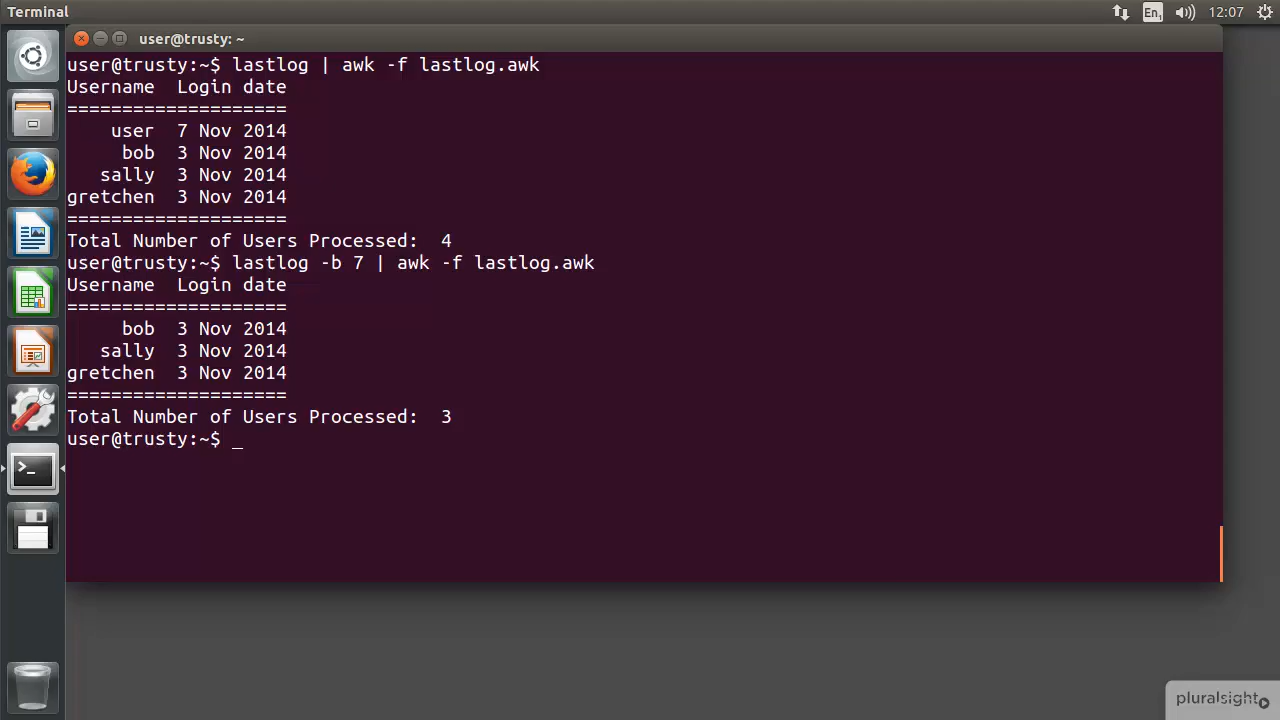 Terminal
En1
12:07
user@trusty: ~
user@trusty:~$ lastlog | awk -f lastlog.awk
Username  Login date
====================
    user  7 Nov 2014
     bob  3 Nov 2014
   sally  3 Nov 2014
gretchen  3 Nov 2014
====================
Total Number of Users Processed:  4
user@trusty:~$ lastlog -b 7 | awk -f lastlog.awk
Username  Login date
====================
     bob  3 Nov 2014
   sally  3 Nov 2014
gretchen  3 Nov 2014
====================
Total Number of Users Processed:  3
user@trusty:~$ _
>_
pluralsight